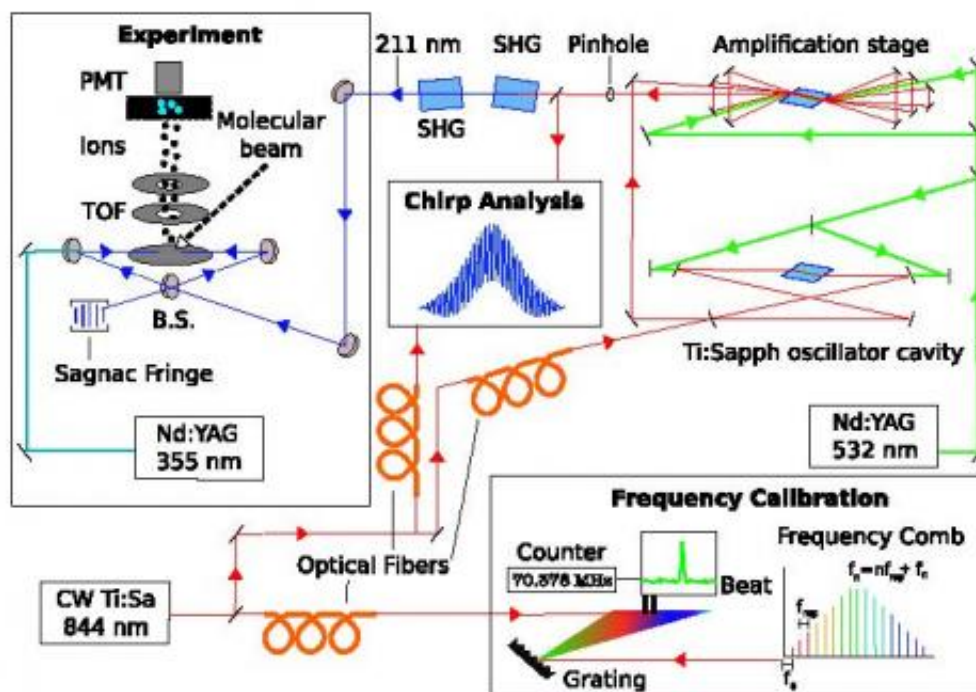 Experiment
PMT
Ions
TOF
Molecular
beam
B.S.
Sagnac Fringe
Nd:YAG
355 nm
211 nm
SHG
SHG
Pinhole
Amplification stage
Chirp Analysis
Ti:Sapph oscillator cavity
Nd:YAG
532 nm
Optical Fibers
CW Ti:Sa
844 nm
Frequency Calibration
Counter
70.378 MHz
Beat
Grating
Frequency Comb